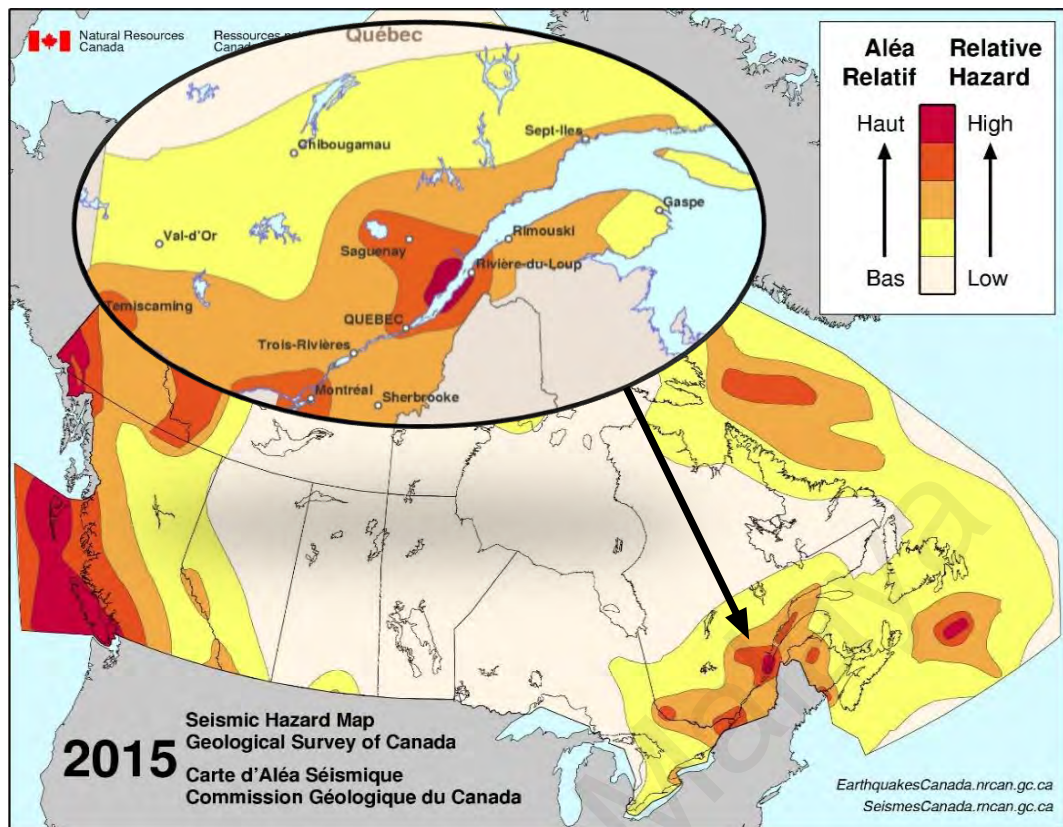 Natural Resources
Canada
Ressources
Québec
Chibougamau
Sept-Iles
Val-d'Or
Gaspe
Rimouski
Saguenay
Rivière-du-Loup
Temiscaming
QUEBEC
Trois-Rivières
Montréal
Sherbrooke
Aléa
Relatif
Relative
Hazard
Haut
High
Bas
Low
2015
Seismic Hazard Map
Geological Survey of Canada
Carte d'Aléa Séismique
Commission Géologique du Canada
EarthquakesCanada.nrcan.gc.ca
SeismesCanada.rncan.gc.ca